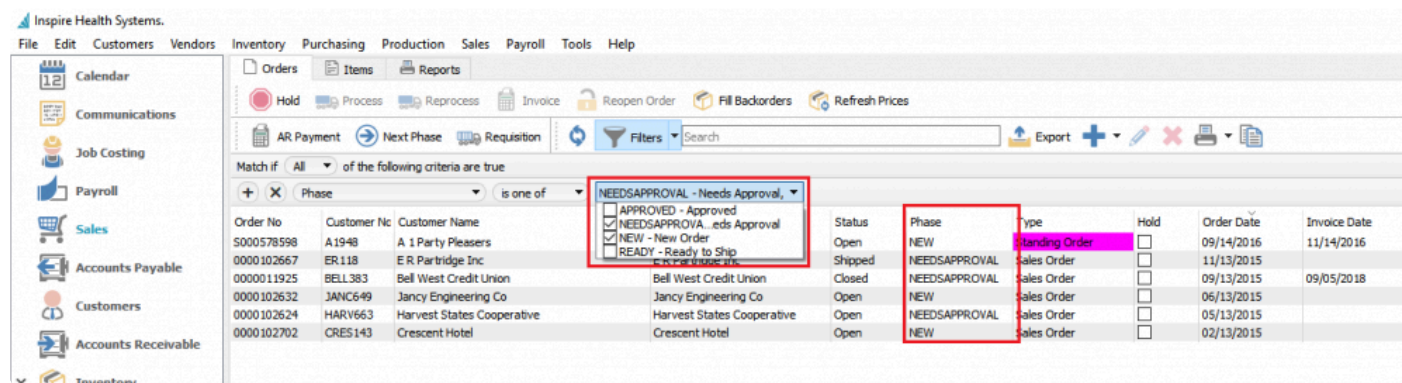 Inspire Health Systems.
File Edit Customers Vendors Inventory Purchasing Production Sales Payroll Tools Help
12 Calendar
Communications
Job Costing
Payroll
Sales
Accounts Payable
Customers
Accounts Receivable
Inventory
Orders Items Reports
Hold Process Reprocess Invoice Reopen Order Fill Backorders Refresh Prices
AR Payment Next Phase Requisition Filters Search Export
Match if All of the following criteria are true
Phase is one of NEEDSAPPROVAL - Needs Approval,
APPROVED - Approved
NEEDSAPPROVA...eds Approval
NEW - New Order
READY - Ready to Ship
Order No Customer Nc Customer Name Status Phase Type Hold Order Date Invoice Date
S000578598 A1948 A 1 Party Pleasers Open NEW Standing Order 09/14/2016 11/14/2016
0000102667 ER118 E R Partridge Inc E R Partridge Inc Shipped NEEDSAPPROVAL Sales Order 11/13/2015
0000011925 BELL383 Bell West Credit Union Bell West Credit Union Closed NEEDSAPPROVAL Sales Order 09/13/2015 09/05/2018
0000102632 JANC649 Jancy Engineering Co Jancy Engineering Co Open NEW Sales Order 06/13/2015
0000102624 HARV663 Harvest States Cooperative Harvest States Cooperative Open NEEDSAPPROVAL Sales Order 05/13/2015
0000102702 CRES143 Crescent Hotel Crescent Hotel Open NEW Sales Order 02/13/2015